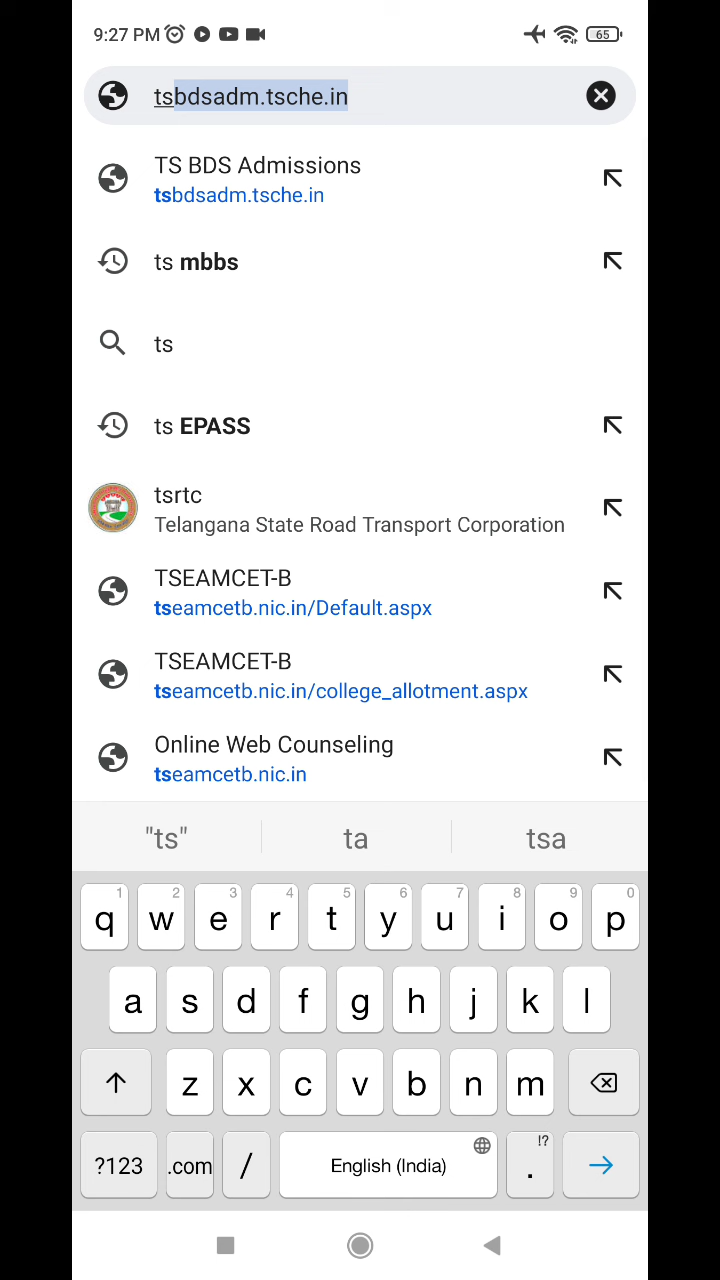 9:27 PM
65
tsbdsadm.tsche.in
TS BDS Admissions
tsbdsadm.tsche.in
ts mbbs
ts
ts EPASS
tsrtc
Telangana State Road Transport Corporation
TSEAMCET-B
tseamcetb.nic.in/Default.aspx
TSEAMCET-B
tseamcetb.nic.in/college_allotment.aspx
Online Web Counseling
tseamcetb.nic.in
"ts" ta tsa
1 2 3 4 5 6 7 8 9 0
q w e r t y u i o p
a s d f g h j k l
z x c v b n m
?123 .com / English (India) . !?